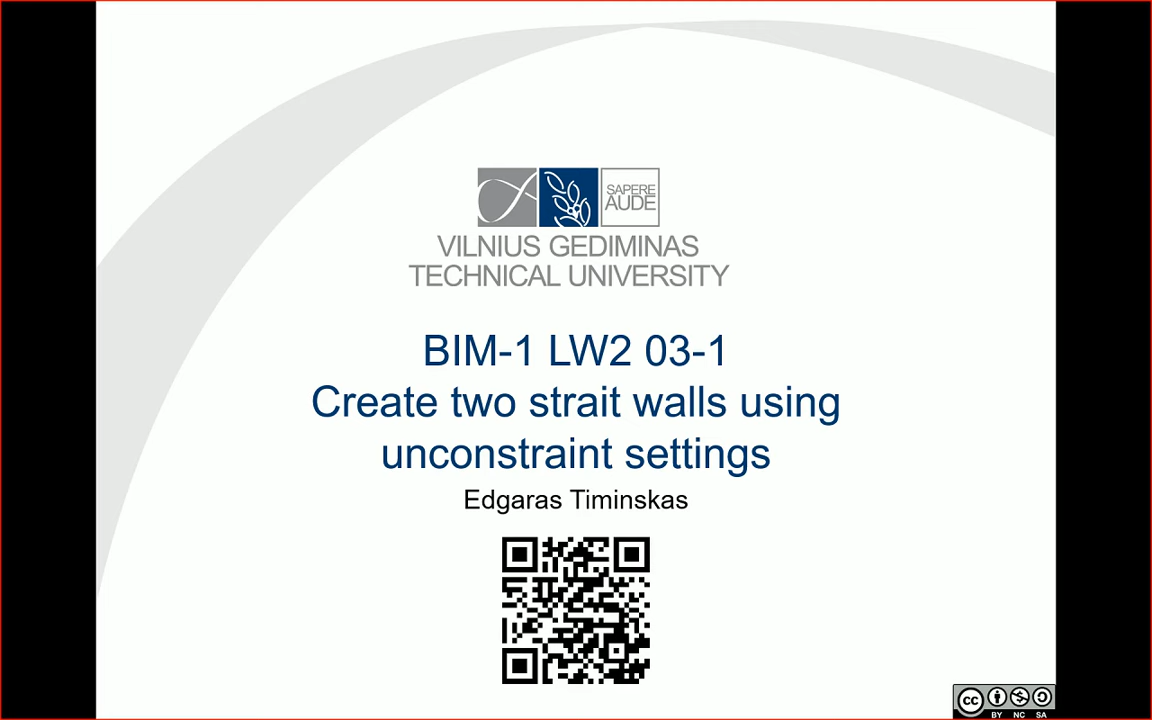 SAPERE
AUDE
VILNIUS GEDIMINAS
TECHNICAL UNIVERSITY
BIM-1 LW2 03-1
Create two strait walls using
unconstraint settings
Edgaras Timinskas
cc
BY NC SA